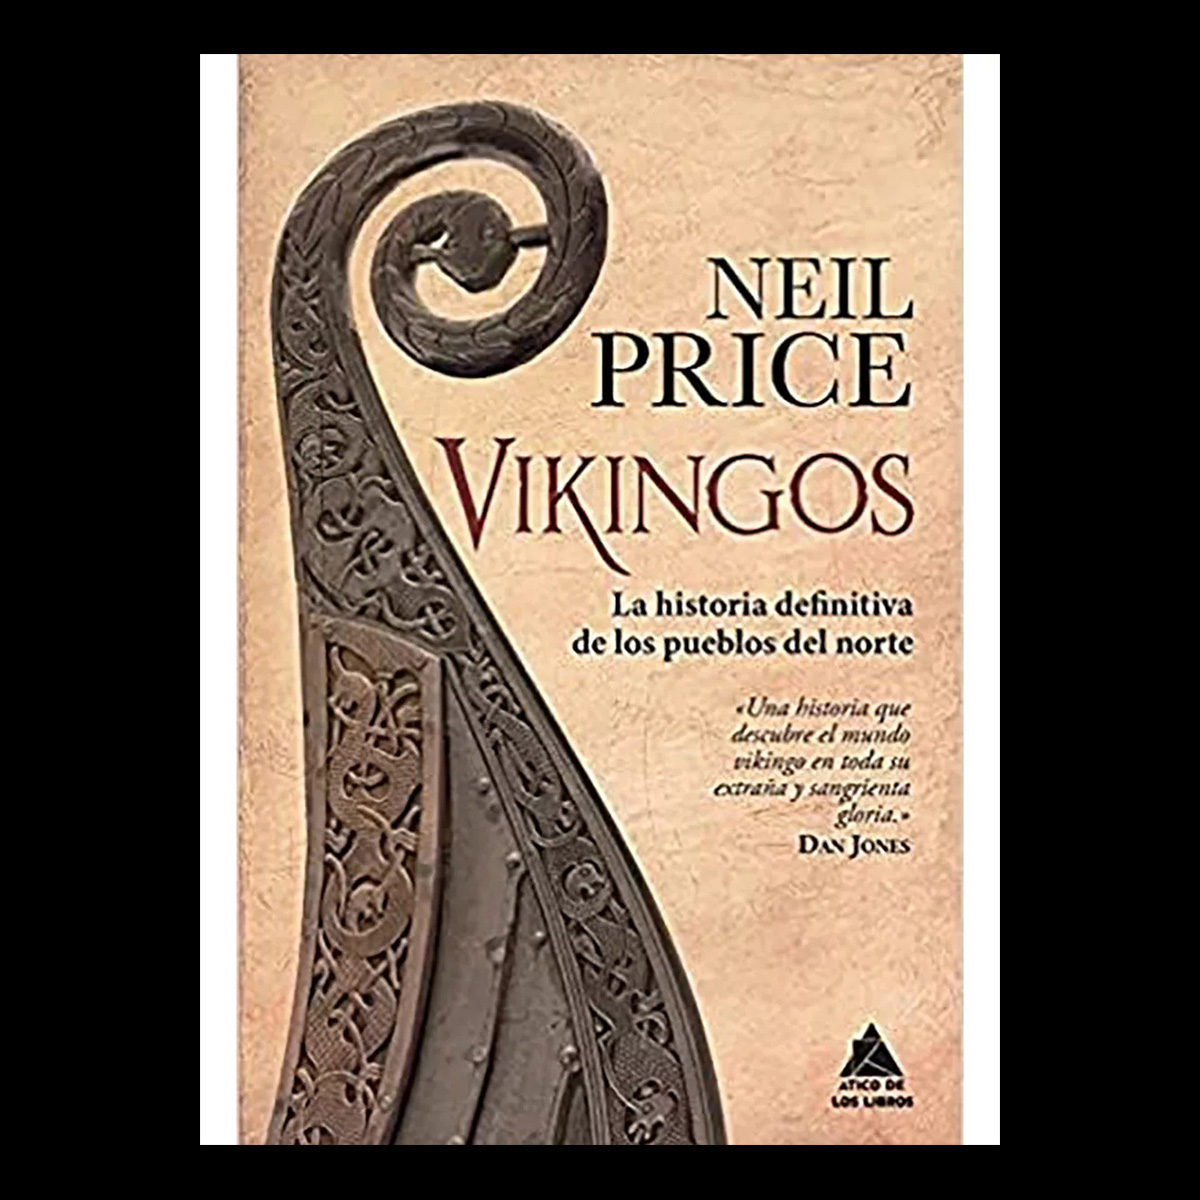 NEIL
PRICE
VIKINGOS
La historia definitiva
de los pueblos del norte
«Una historia que
descubre el mundo
vikingo en toda su
extraña y sangrienta
gloria.»
DAN JONES
ATICO DE
LOS LIBROS